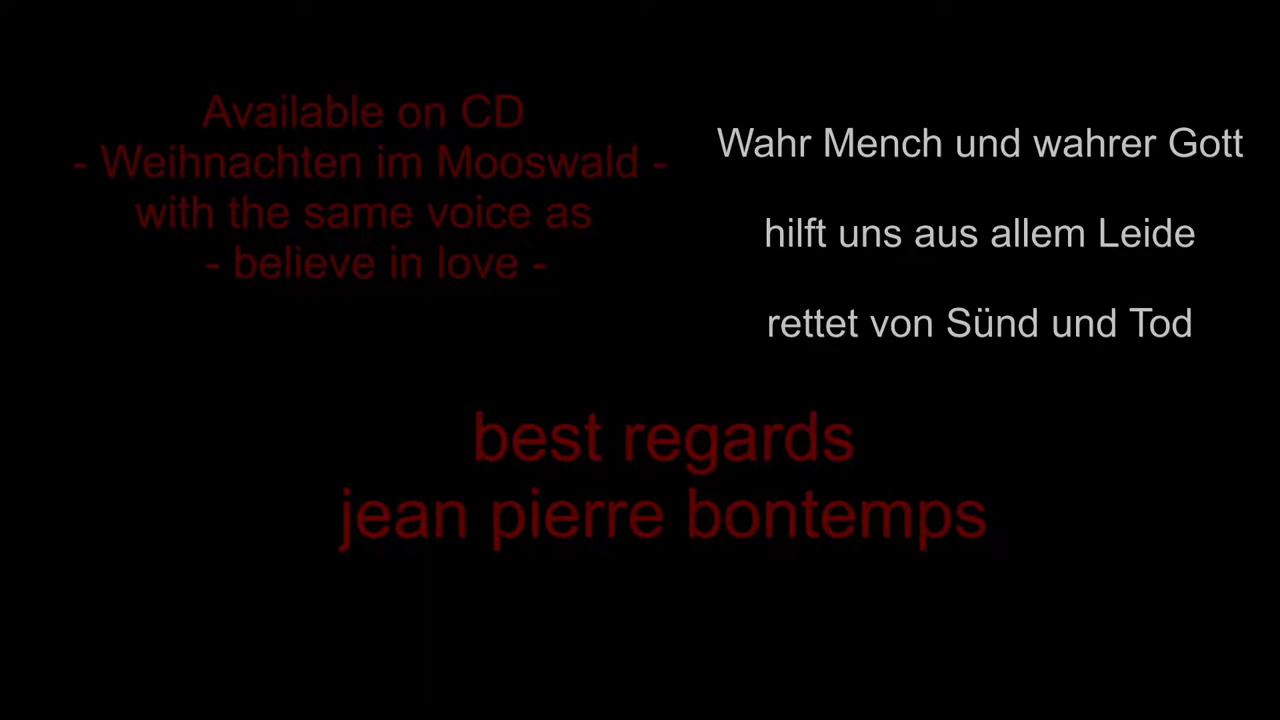 Available on CD
- Weihnachten im Mooswald -
with the same voice as
- believe in love -
Wahr Mench und wahrer Gott
hilft uns aus allem Leide
rettet von Sünd und Tod
best regards
jean pierre bontemps